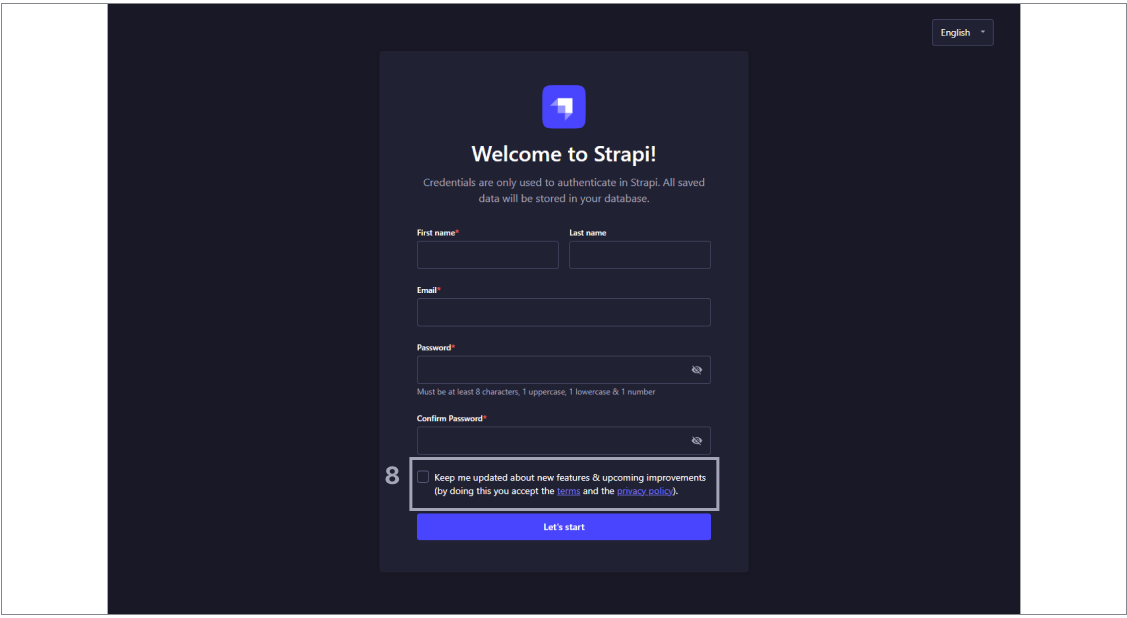 English
Welcome to Strapi!
Credentials are only used to authenticate in Strapi. All saved
data will be stored in your database.
First name*
Last name
Email*
Password*
Must be at least 8 characters, 1 uppercase, 1 lowercase & 1 number
Confirm Password*
8
Keep me updated about new features & upcoming improvements
(by doing this you accept the terms and the privacy policy).
Let's start